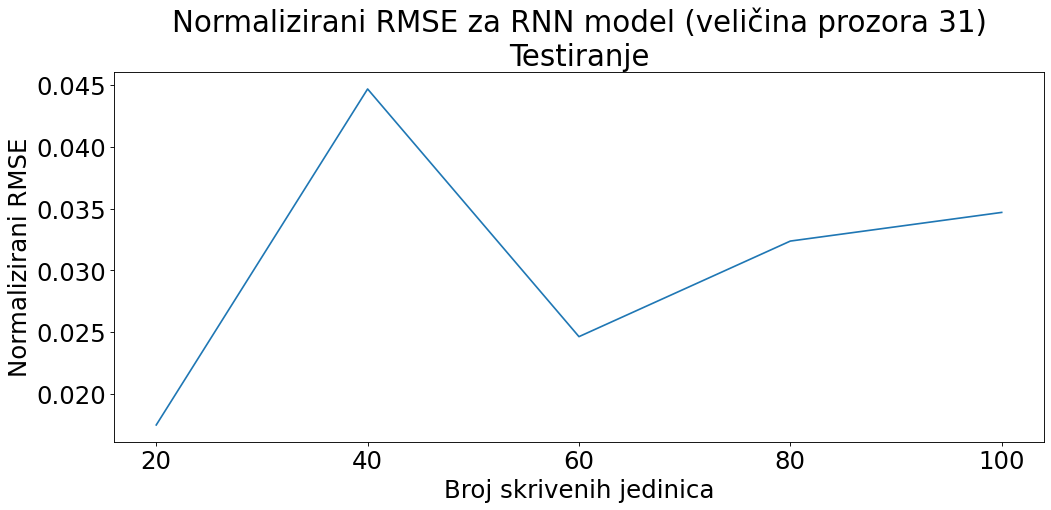 Normalizirani RMSE za RNN model (veličina prozora 31)
Testiranje
Normalizirani RMSE
0.045
0.040
0.035
0.030
0.025
0.020
20 40 60 80 100
Broj skrivenih jedinica